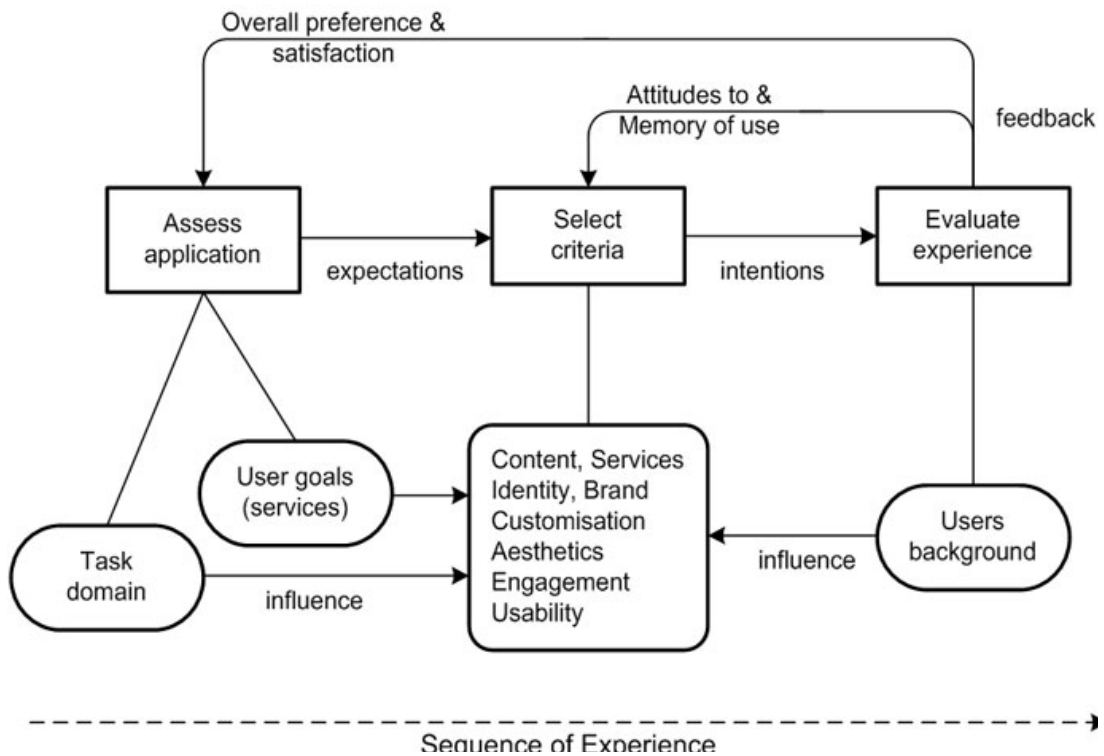 Overall preference &
satisfaction
Attitudes to &
Memory of use
feedback
Assess
application
expectations
Select
criteria
intentions
Evaluate
experience
User goals
(services)
Task
domain
influence
Content, Services
Identity, Brand
Customisation
Aesthetics
Engagement
Usability
influence
Users
background
Sequence of Experience